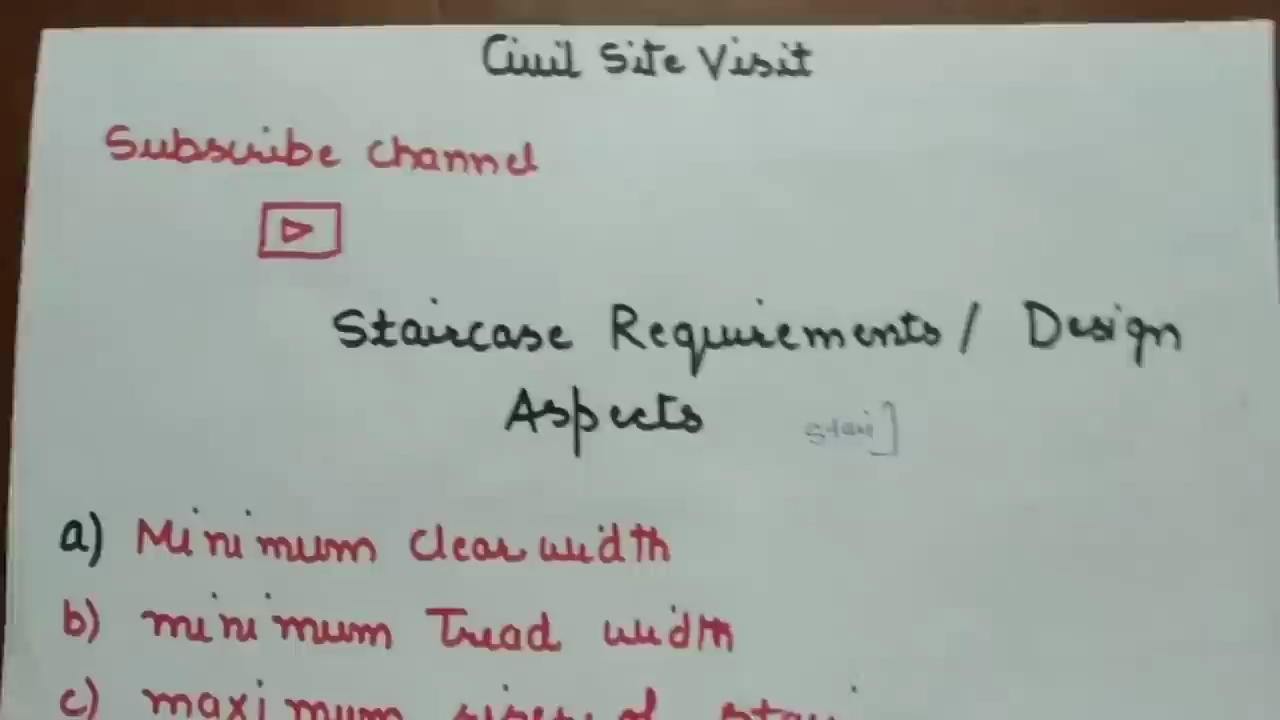 Civil Site Visit
Subscribe channel
Staircase Requirements / Design
Aspects
a) Minimum Clear width
b) minimum Tread width
c) maximum